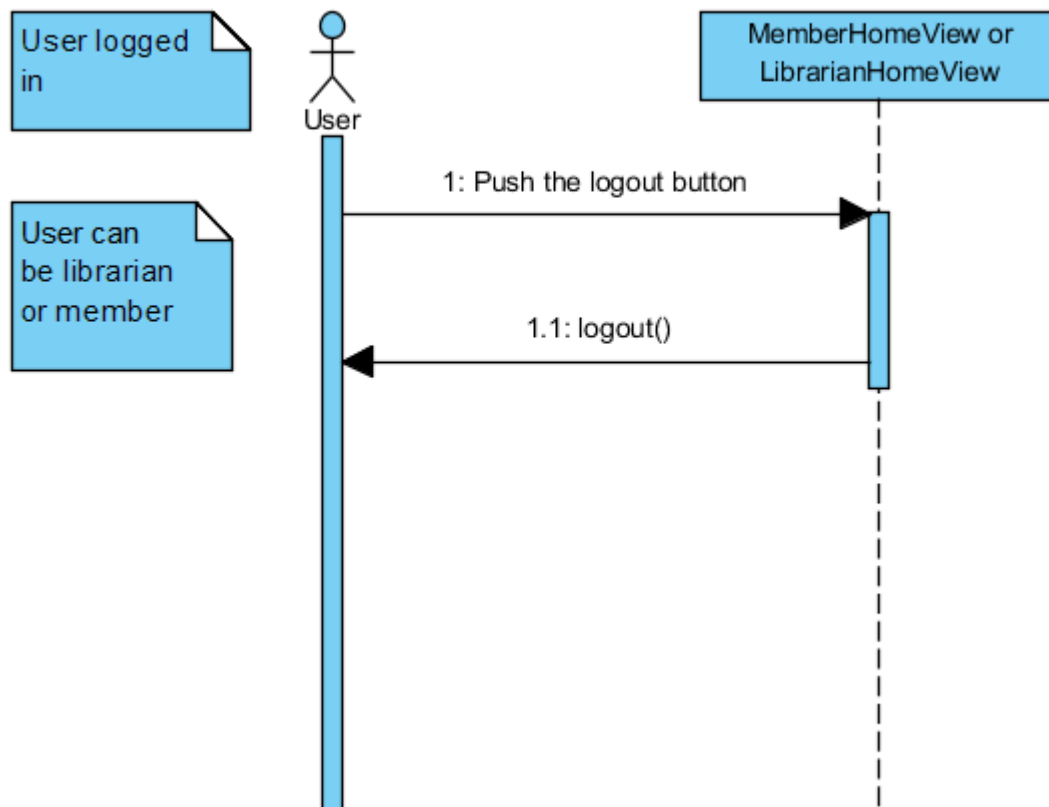 User logged
in
User
MemberHomeView or
LibrarianHomeView
1: Push the logout button
User can
be librarian
or member
1.1: logout()